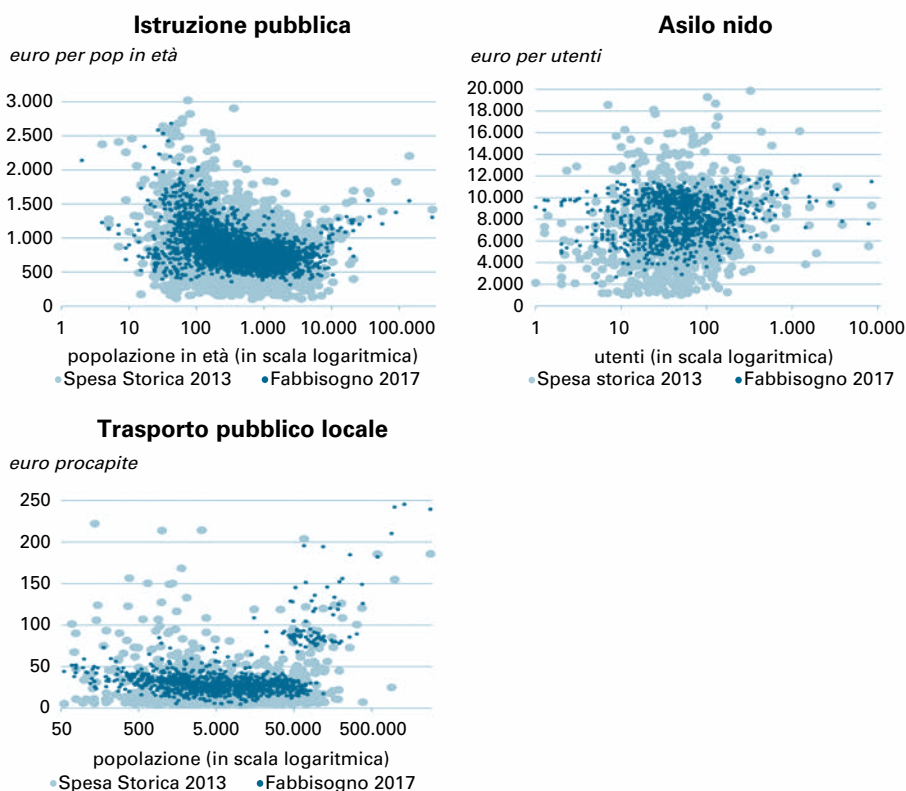 Istruzione pubblica
euro per pop in età
3.000
2.500
2.000
1.500
1.000
500
0
1 10 100 1.000 10.000 100.000
popolazione in età (in scala logaritmica)
Spesa Storica 2013 Fabbisogno 2017
Asilo nido
euro per utenti
20.000
18.000
16.000
14.000
12.000
10.000
8.000
6.000
4.000
2.000
0
1 10 100 1.000 10.000
utenti (in scala logaritmica)
Spesa storica 2013 Fabbisogno 2017
Trasporto pubblico locale
euro procapite
250
200
150
100
50
0
50 500 5.000 50.000 500.000
popolazione (in scala logaritmica)
Spesa Storica 2013 Fabbisogno 2017